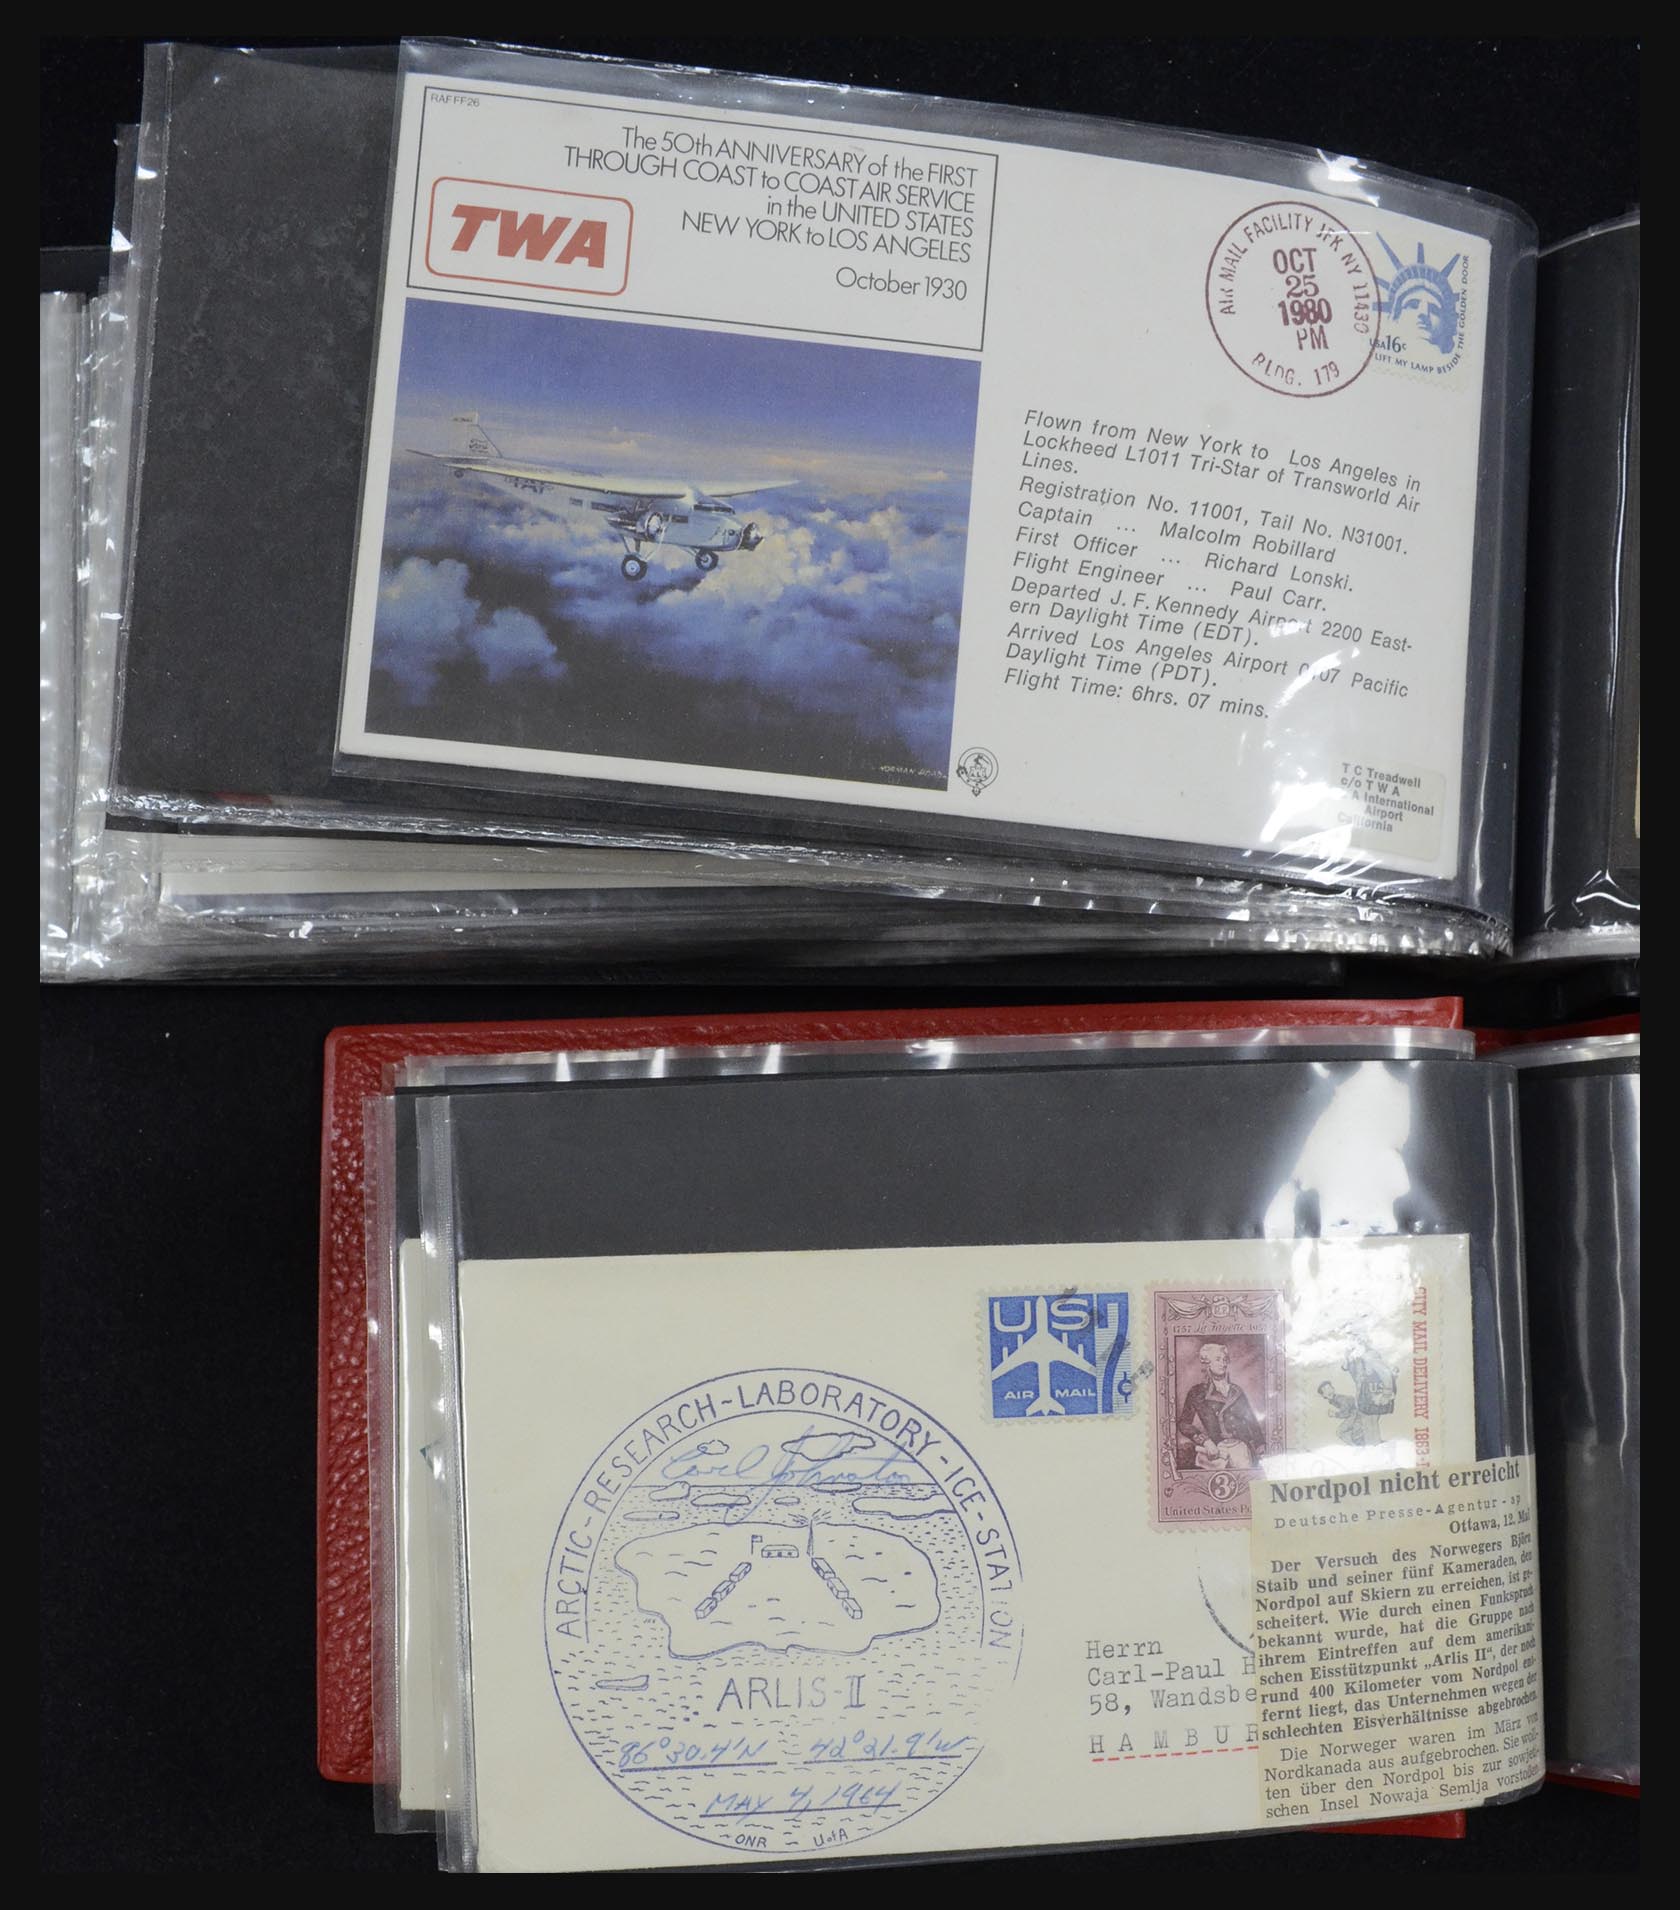 RAFFF26
The 50th ANNIVERSARY of the FIRST
THROUGH COAST to COAST AIR SERVICE
in the UNITED STATES
NEW YORK to LOS ANGELES
October 1930
TWA
AIR MAIL FACILITY JFK NY 11430
OCT
25
1980
PM
BLDG. 179
USA 16c
LIFT MY LAMP BESIDE THE GOLDEN DOOR
Flown from New York to Los Angeles in
Lockheed L1011 Tri-Star of Transworld Air
Lines.
Registration No. 11001, Tail No. N31001.
Captain ... Malcolm Robillard
First Officer ... Richard Lonski.
Flight Engineer ... Paul Carr.
Departed J. F. Kennedy Airport 2200 East-
ern Daylight Time (EDT).
Arrived Los Angeles Airport 07 Pacific
Daylight Time (PDT).
Flight Time: 6hrs. 07 mins.
T C Treadwell
c/o T W A
A International
Airport
California
ARCTIC-RESEARCH-LABORATORY-ICE-STATION
Carl Johnston
ARLIS-II
86°30.4'N 42°21.9'W
MAY 4, 1964
ONR UofA
US 7¢
AIR MAIL
1757 La Fayette 1957
3¢
United States
CITY MAIL DELIVERY
Herrn
Carl-Paul
58, Wandsbe
HAMBUR
Nordpol nicht erreicht
Deutsche Presse-Agentur - ap
Ottawa, 12. Mai
Der Versuch des Norwegers Björn
Staib und seiner fünf Kameraden, den
Nordpol auf Skiern zu erreichen, ist ge-
scheitert. Wie durch einen Funkspruch
bekannt wurde, hat die Gruppe nach
ihrem Eintreffen auf dem amerikani-
schen Eisstützpunkt „Arlis II", der noch
rund 400 Kilometer vom Nordpol ent-
fernt liegt, das Unternehmen wegen der
schlechten Eisverhältnisse abgebrochen.
Die Norweger waren im März von
Nordkanada aus aufgebrochen. Sie woll-
ten über den Nordpol bis zur sowjeti-
schen Insel Nowaja Semlja vorstoßen